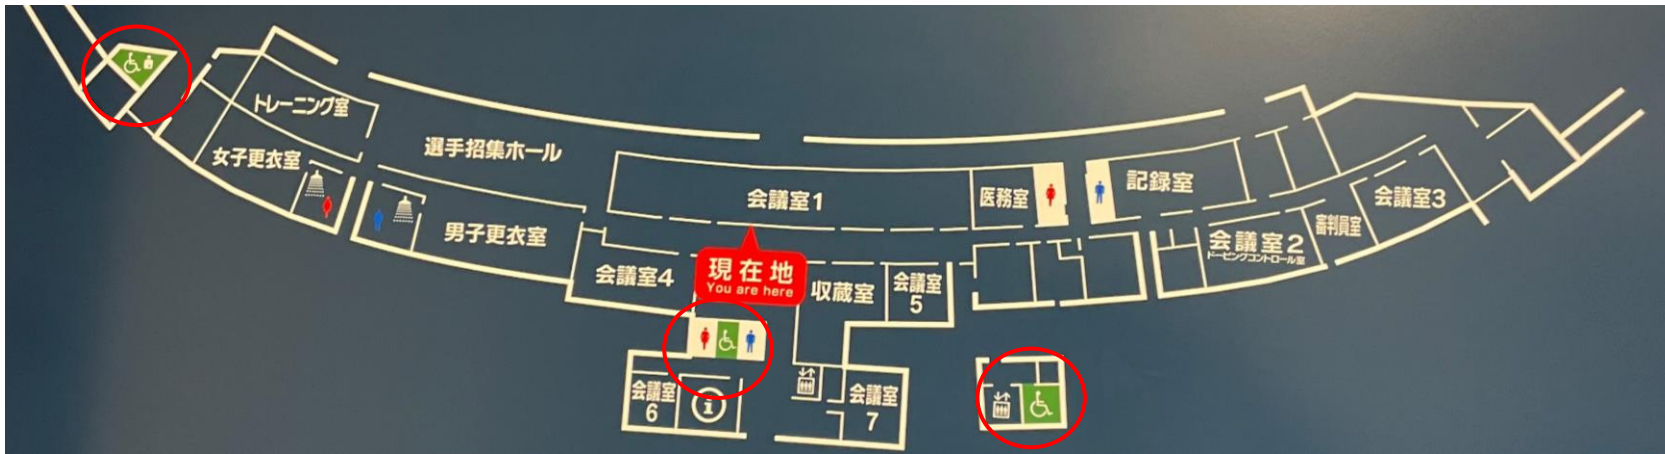 トレーニング室
女子更衣室
選手招集ホール
男子更衣室
会議室1
医務室
記録室
会議室3
審判員室
会議室2
ドーピングコントロール室
会議室4
現在地
You are here
収蔵室
会議室
5
会議室
6
i
会議室
7